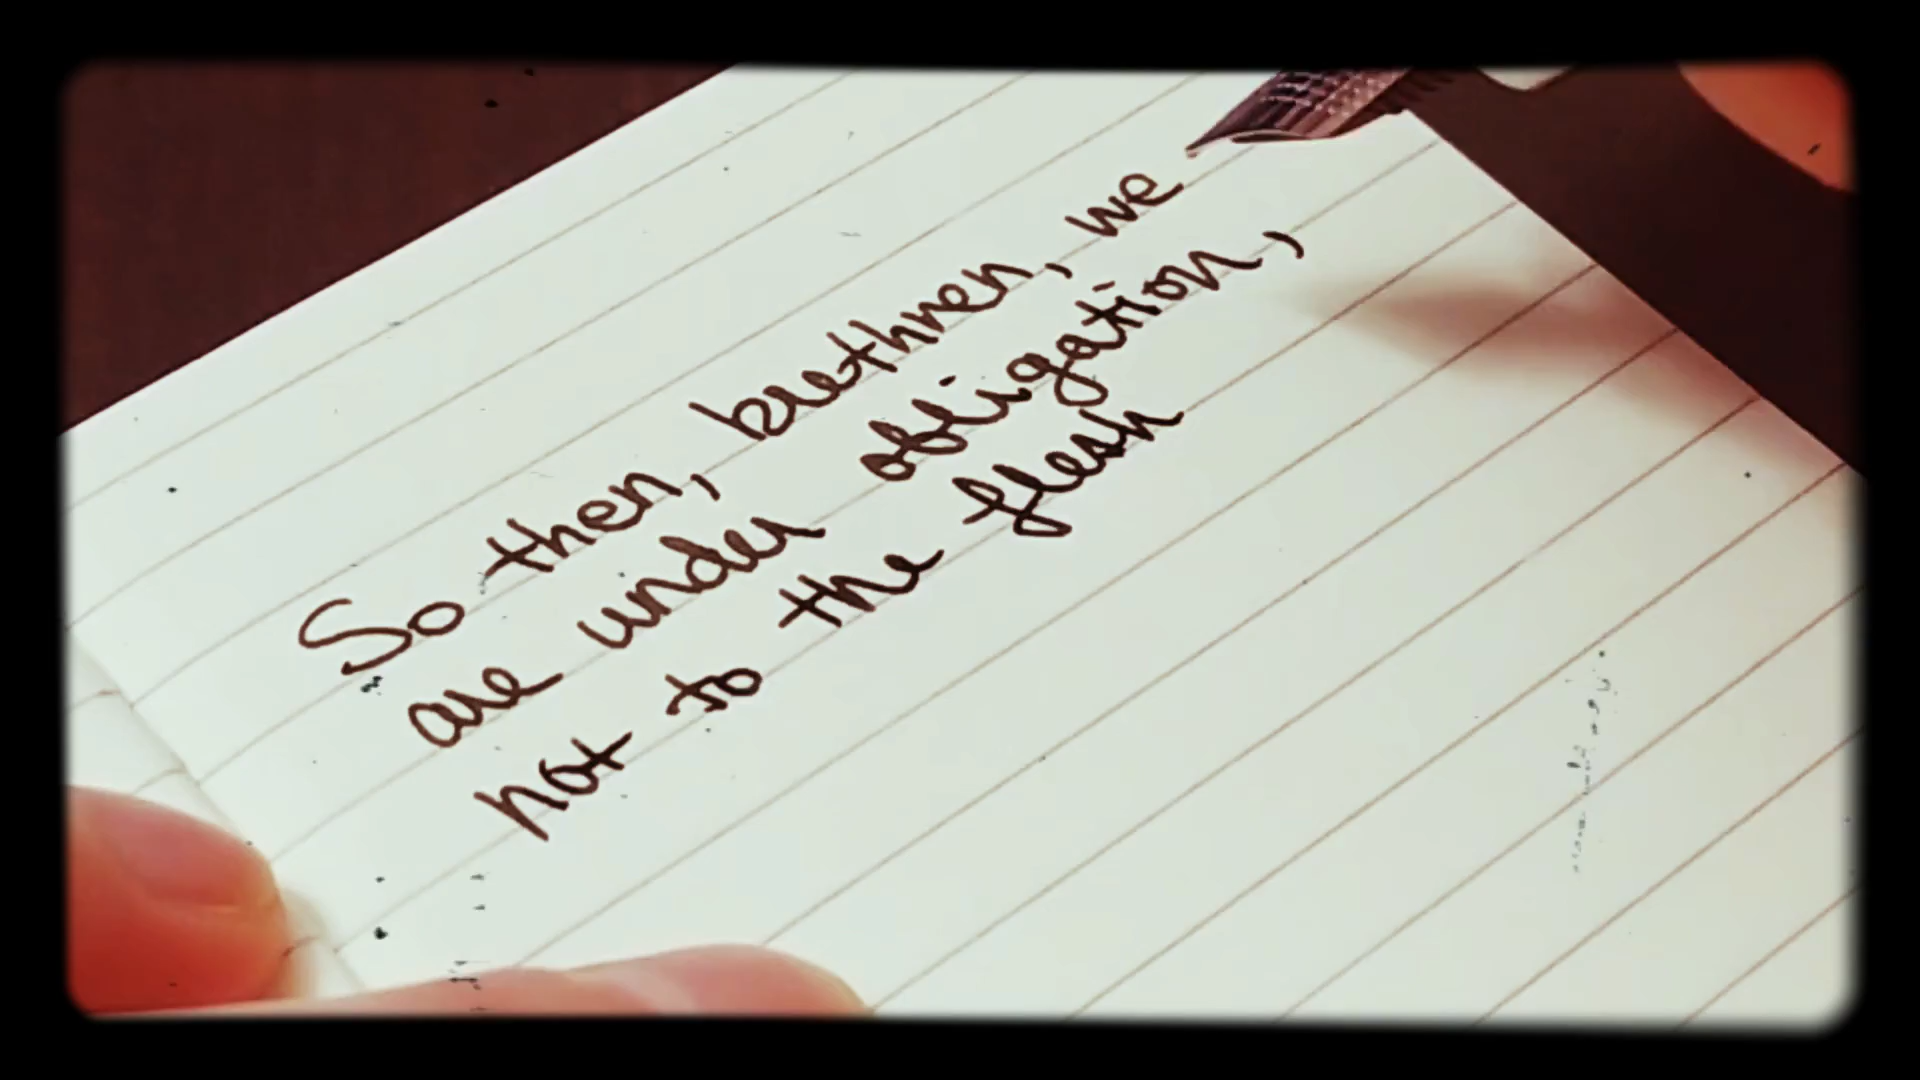 So then, brethren, we
are under obligation,
not to the flesh